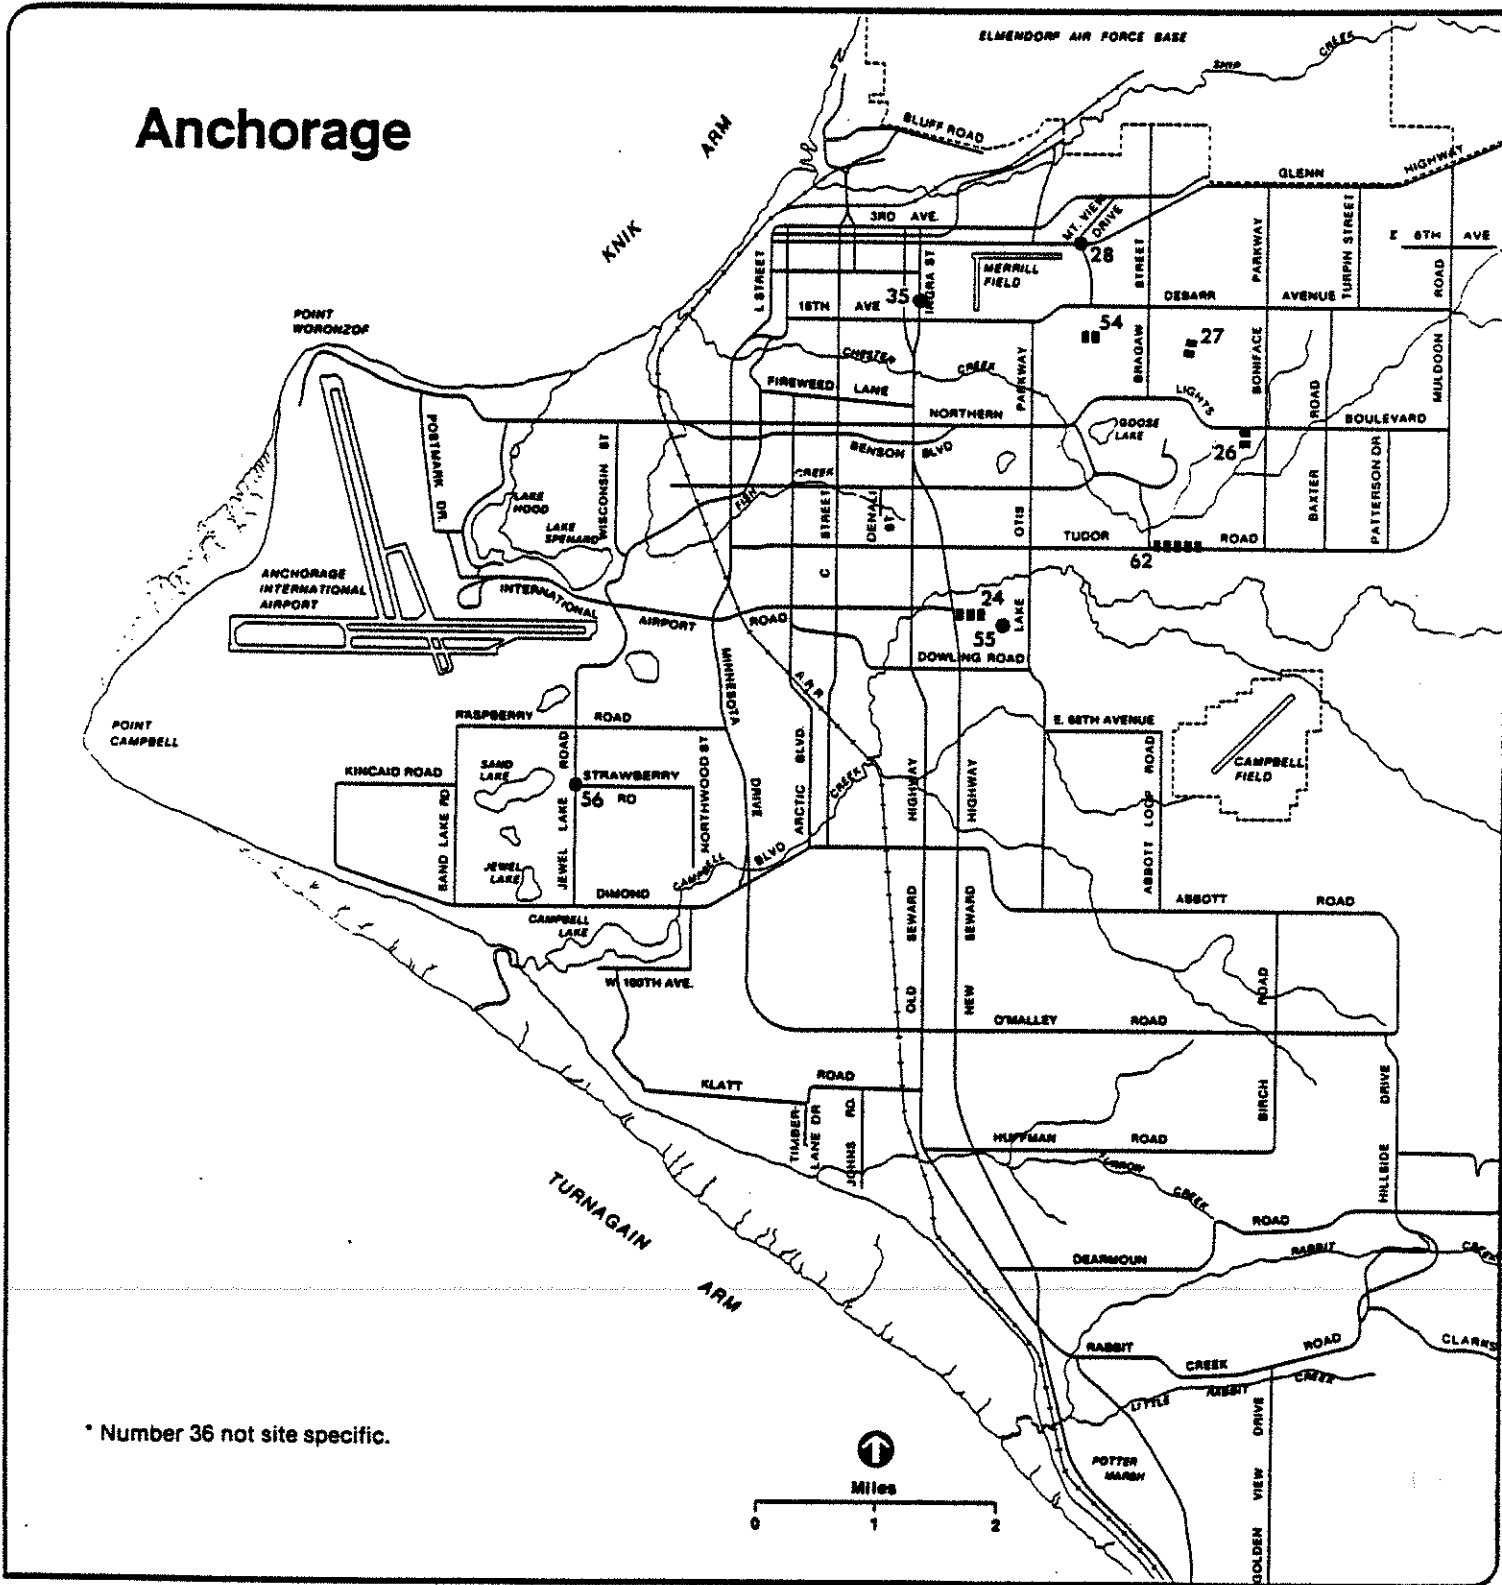 Anchorage
ELMENDORF AIR FORCE BASE
SHIP
CREEK
KNIK
ARM
BLUFF ROAD
GLENN
HIGHWAY
3RD AVE.
MT. VIEW
DRIVE
28
E 6TH AVE
L STREET
INGRA ST
35
MERRILL
FIELD
STREET
PARKWAY
TURPIN STREET
ROAD
15TH AVE
DEBARR
AVENUE
POINT
WORONZOF
54
27
CHESTER
CREEK
PARKWAY
BRAGAW
BONIFACE
MULDOON
FIREWEED LANE
LIGHTS
ROAD
NORTHERN
BOULEVARD
GOOSE
LAKE
POSTMARK
DR.
WISCONSIN ST
BENSON BLVD
26
CREEK
FISH
LAKE
HOOD
LAKE
SPENARD
STREET
C
DENALI
ST.
OTIS
BAXTER
PATTERSON DR
TUDOR
ROAD
62
ANCHORAGE
INTERNATIONAL
AIRPORT
INTERNATIONAL
AIRPORT
ROAD
24
55
LAKE
DOWLING ROAD
MINNESOTA
DRIVE
A.R.R
POINT
CAMPBELL
RASPBERRY
ROAD
E. 68TH AVENUE
CAMPBELL
FIELD
KINCAID ROAD
SAND
LAKE
STRAWBERRY
RD
56
SAND LAKE RD
JEWEL LAKE ROAD
NORTHWOOD ST
ARCTIC BLVD.
CREEK
HIGHWAY
HIGHWAY
ABBOTT LOOP ROAD
JEWEL
LAKE
CAMPBELL
BLVD
DIMOND
ABBOTT
ROAD
CAMPBELL
LAKE
OLD SEWARD
NEW SEWARD
W. 100TH AVE.
O'MALLEY
ROAD
BIRCH
ROAD
KLATT
ROAD
HILLSIDE DRIVE
TIMBER-
LANE DR
JOHNS RD.
HUFFMAN
ROAD
FURROW
CREEK
TURNAGAIN
ARM
ROAD
DEARMOUN
RABBIT
CREEK
RABBIT
CREEK
ROAD
CLARKS
LITTLE RABBIT CREEK
* Number 36 not site specific.
POTTER
MARSH
GOLDEN VIEW DRIVE
Miles
0 1 2